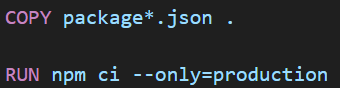 COPY package*.json .
RUN npm ci --only=production